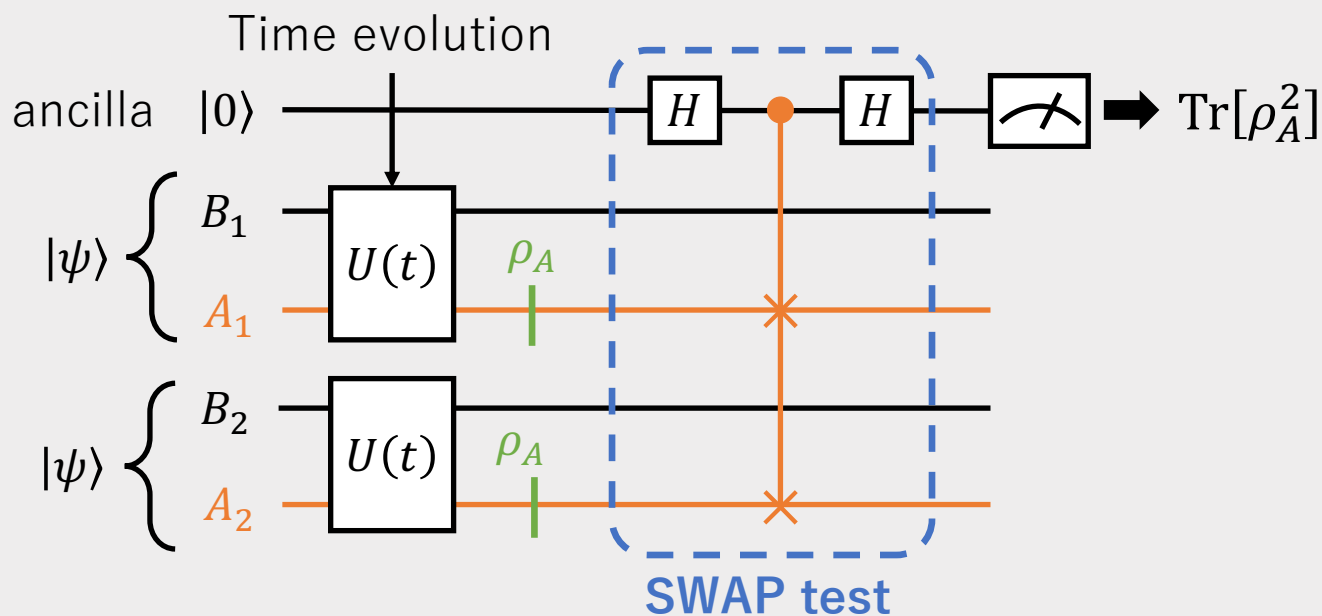 Time evolution
ancilla |0⟩ H H Tr[ρ_A^2]
|ψ⟩ B_1
U(t) ρ_A
A_1
|ψ⟩ B_2
U(t) ρ_A
A_2
SWAP test